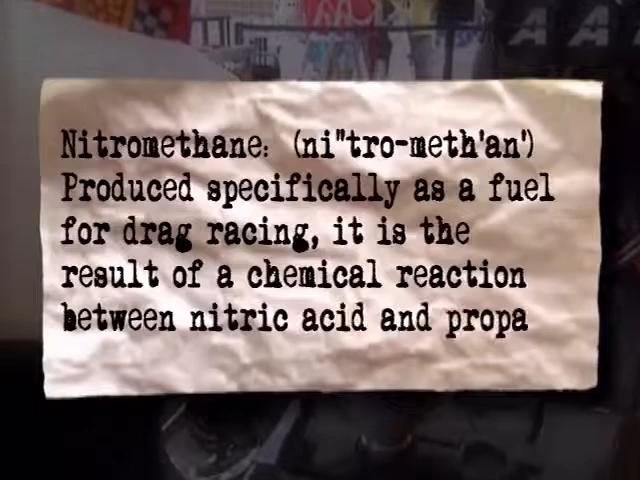 Nitromethane: (ni"tro-meth'an')
Produced specifically as a fuel
for drag racing, it is the
result of a chemical reaction
between nitric acid and propa